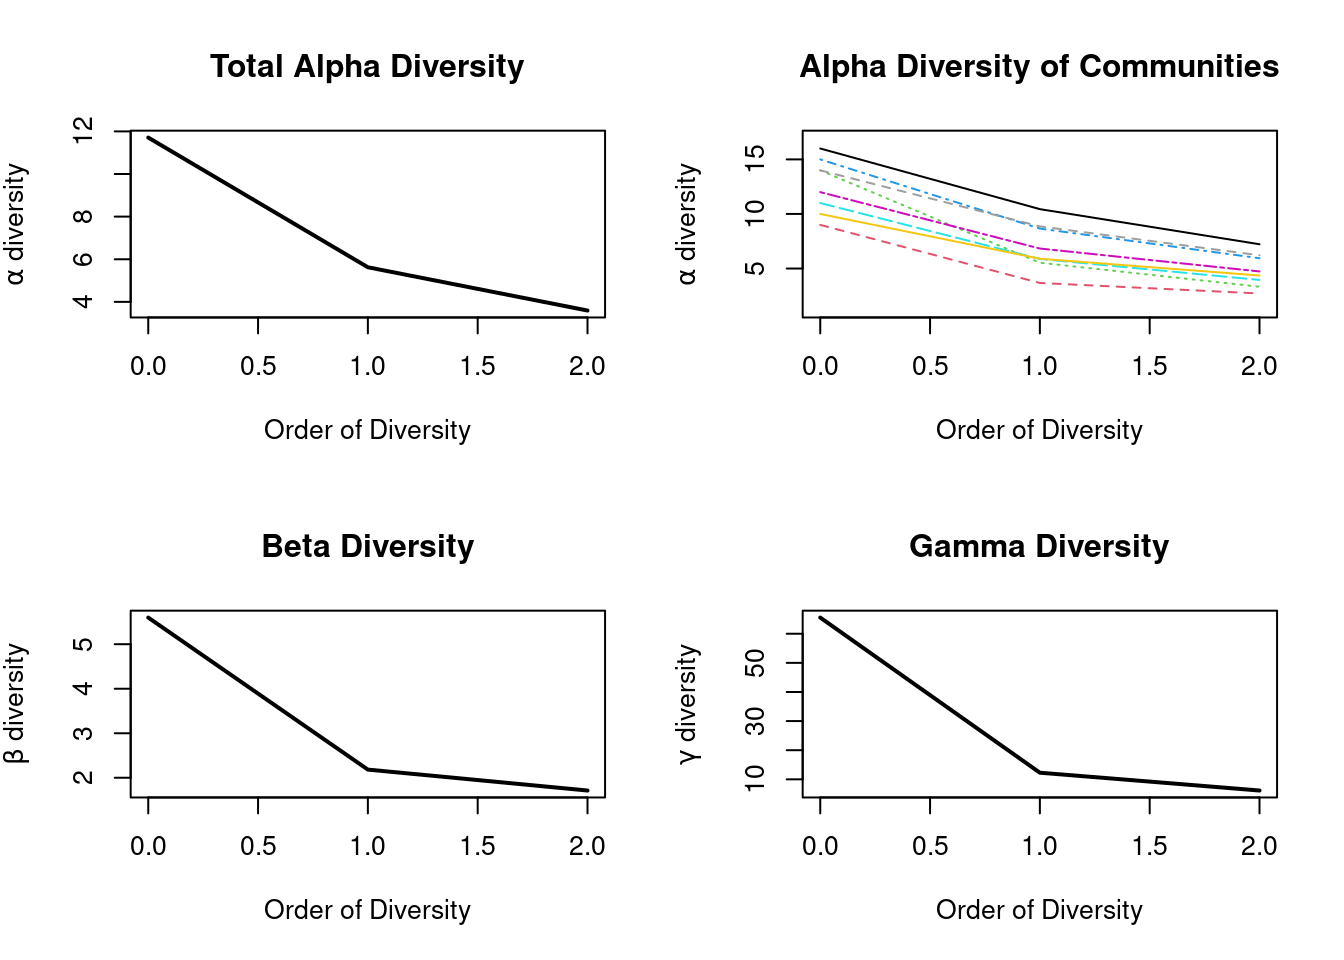 Total Alpha Diversity
α diversity
12
8
6
4
0.0 0.5 1.0 1.5 2.0
Order of Diversity
Alpha Diversity of Communities
α diversity
15
10
5
0.0 0.5 1.0 1.5 2.0
Order of Diversity
Beta Diversity
β diversity
5
4
3
2
0.0 0.5 1.0 1.5 2.0
Order of Diversity
Gamma Diversity
γ diversity
50
30
10
0.0 0.5 1.0 1.5 2.0
Order of Diversity